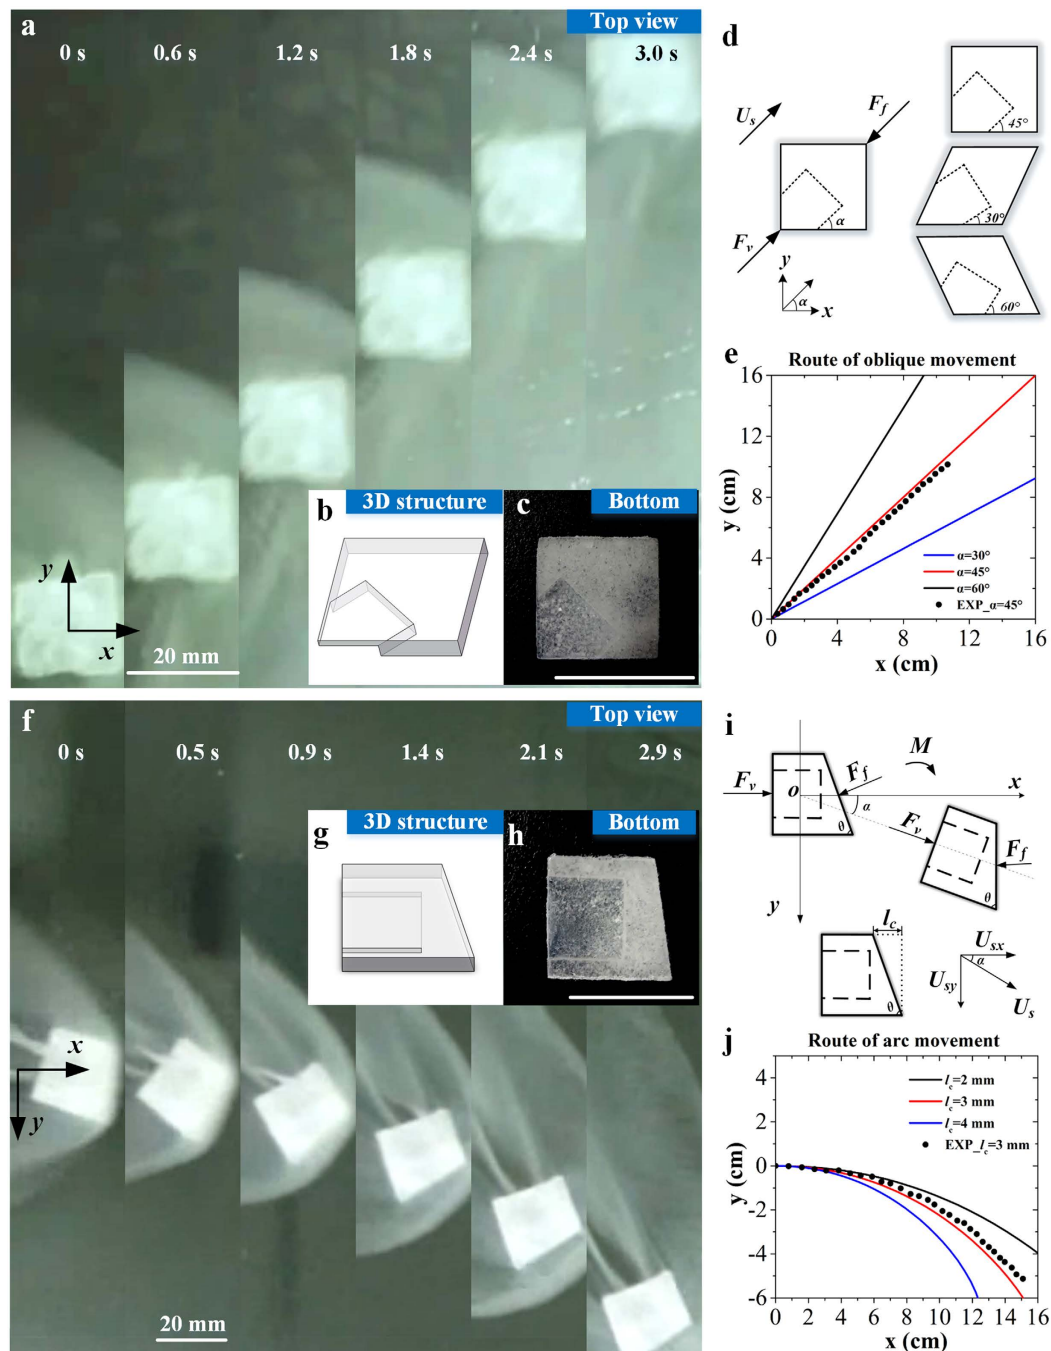 a
Top view
0 s 0.6 s 1.2 s 1.8 s 2.4 s 3.0 s
y
x
20 mm
b
3D structure
c
Bottom
d
U_s
F_f
F_v
α
y
x
α
45°
30°
60°
e
Route of oblique movement
y (cm)
16
12
8
4
0
0 4 8 12 16
x (cm)
α=30°
α=45°
α=60°
EXP_α=45°
f
Top view
0 s 0.5 s 0.9 s 1.4 s 2.1 s 2.9 s
x
y
20 mm
g
3D structure
h
Bottom
i
M
F_v
F_f
o
x
α
θ
F_v
F_f
θ
y
l_c
θ
U_sx
α
U_sy
U_s
j
Route of arc movement
y (cm)
4
2
0
-2
-4
-6
0 2 4 6 8 10 12 14 16
x (cm)
l_c=2 mm
l_c=3 mm
l_c=4 mm
EXP_l_c=3 mm